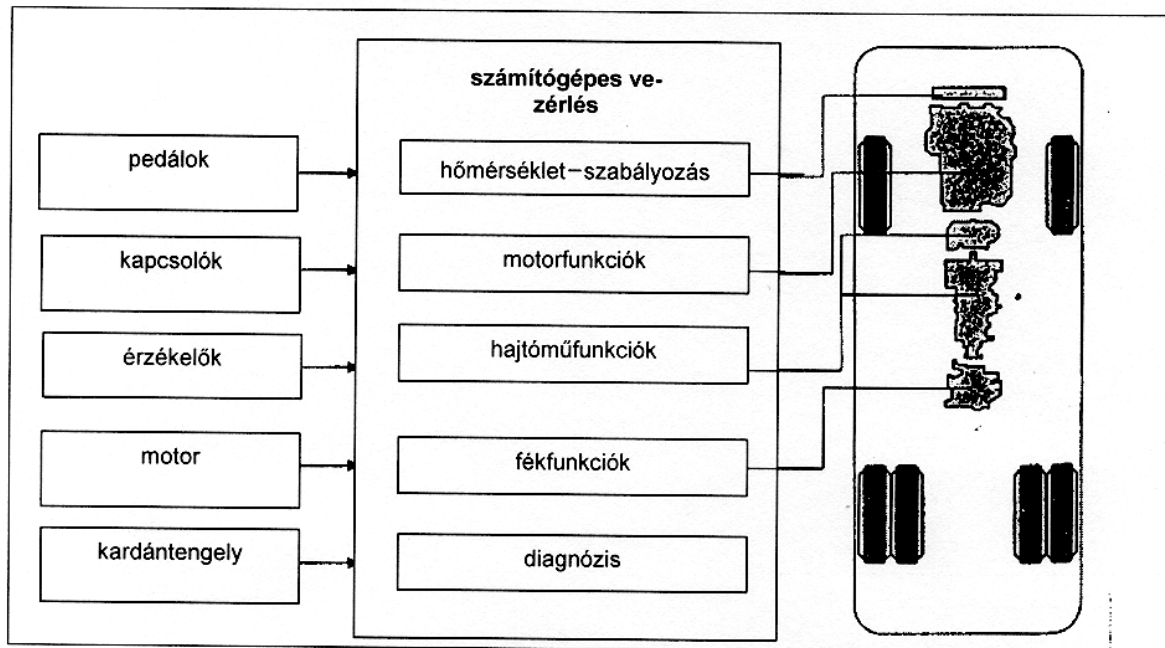 számítógépes ve-
zérlés
pedálok
hőmérséklet–szabályozás
kapcsolók
motorfunkciók
érzékelők
hajtóműfunkciók
motor
fékfunkciók
kardántengely
diagnózis